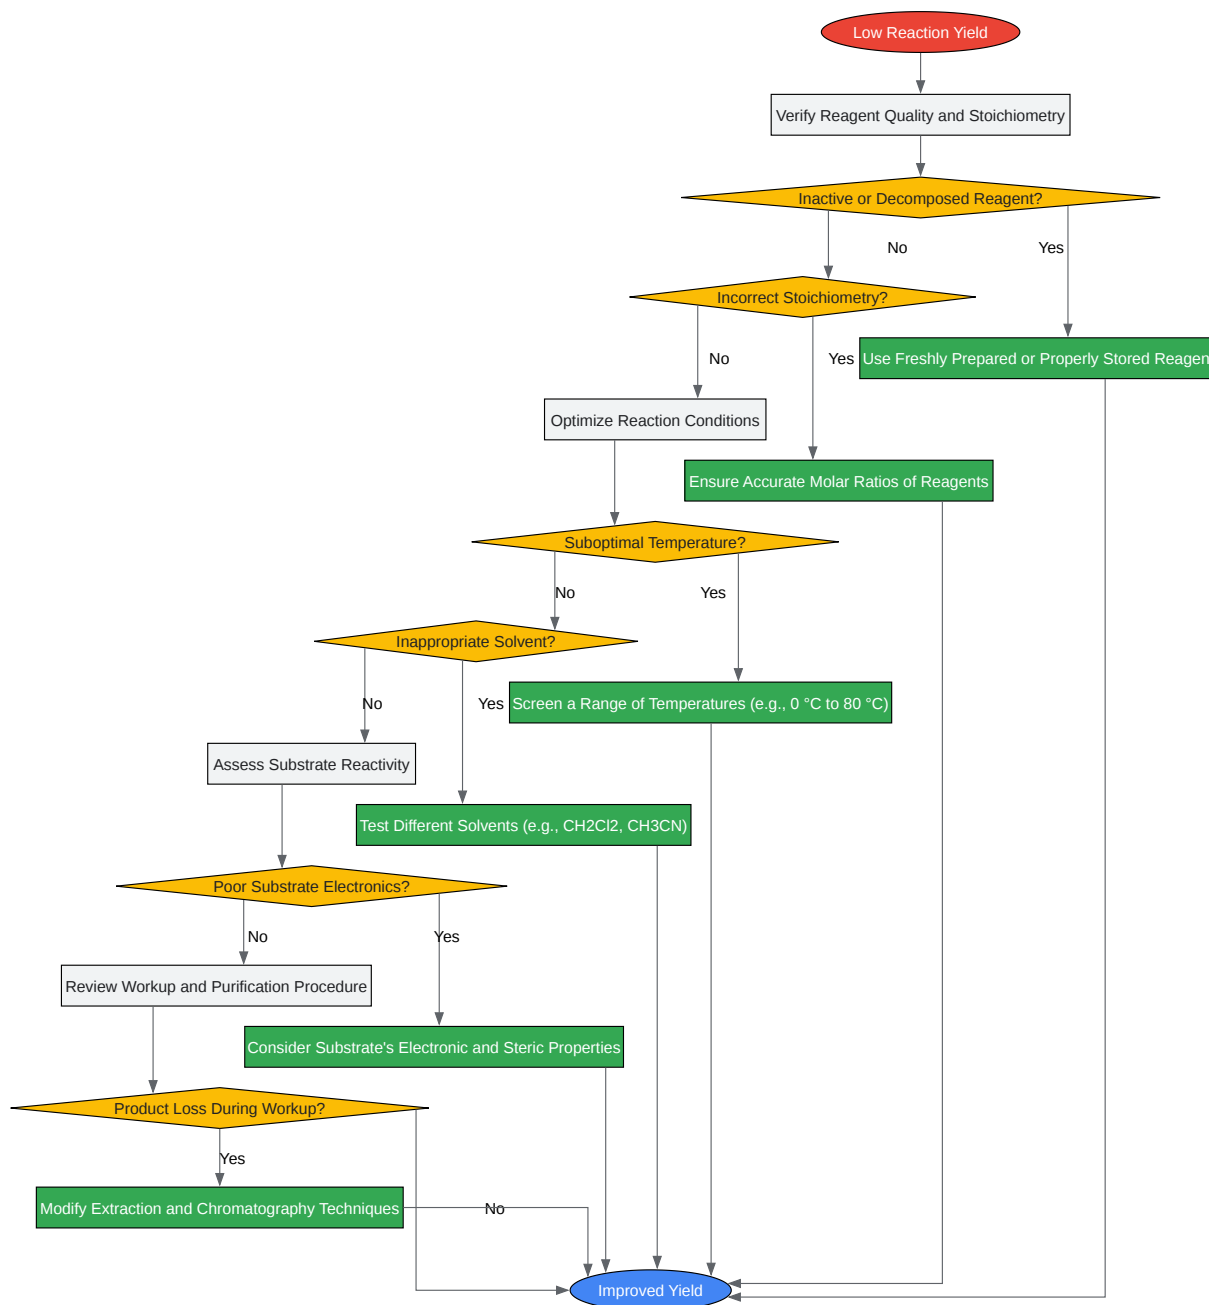 Low Reaction Yield
Verify Reagent Quality and Stoichiometry
Inactive or Decomposed Reagent?
No
Yes
Incorrect Stoichiometry?
No
Yes
Use Freshly Prepared or Properly Stored Reagen
Optimize Reaction Conditions
Ensure Accurate Molar Ratios of Reagents
Suboptimal Temperature?
No
Yes
Inappropriate Solvent?
No
Yes
Screen a Range of Temperatures (e.g., 0 °C to 80 °C)
Assess Substrate Reactivity
Test Different Solvents (e.g., CH2Cl2, CH3CN)
Poor Substrate Electronics?
No
Yes
Review Workup and Purification Procedure
Consider Substrate's Electronic and Steric Properties
Product Loss During Workup?
Yes
Modify Extraction and Chromatography Techniques
No
Improved Yield